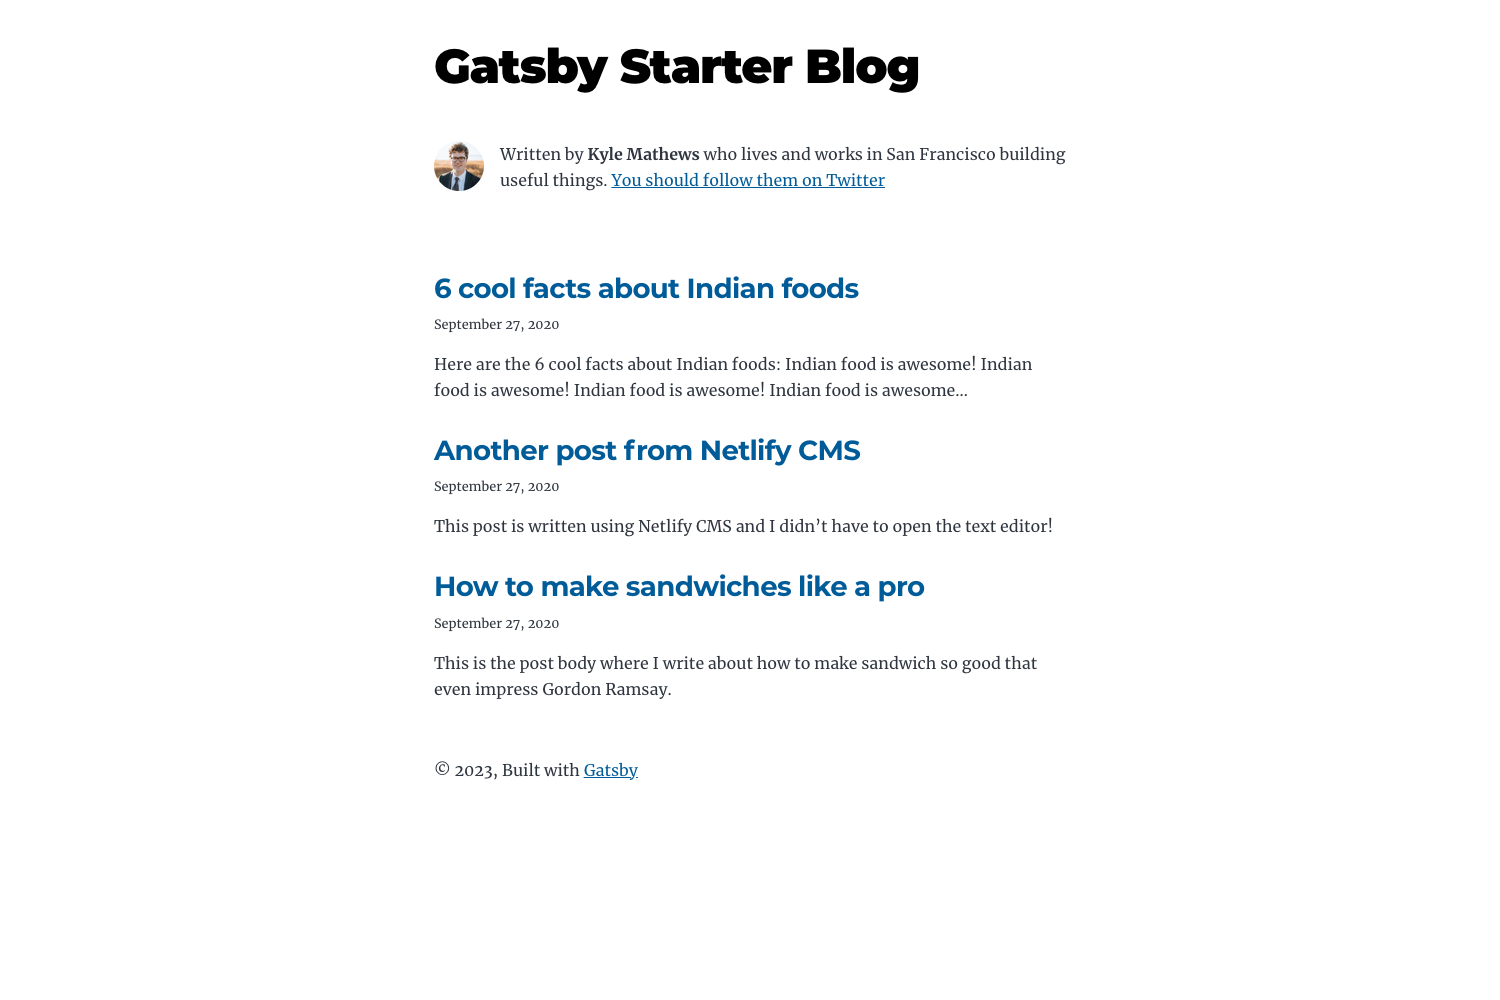 Gatsby Starter Blog
Written by Kyle Mathews who lives and works in San Francisco building
useful things. You should follow them on Twitter
6 cool facts about Indian foods
September 27, 2020
Here are the 6 cool facts about Indian foods: Indian food is awesome! Indian
food is awesome! Indian food is awesome! Indian food is awesome…
Another post from Netlify CMS
September 27, 2020
This post is written using Netlify CMS and I didn’t have to open the text editor!
How to make sandwiches like a pro
September 27, 2020
This is the post body where I write about how to make sandwich so good that
even impress Gordon Ramsay.
© 2023, Built with Gatsby